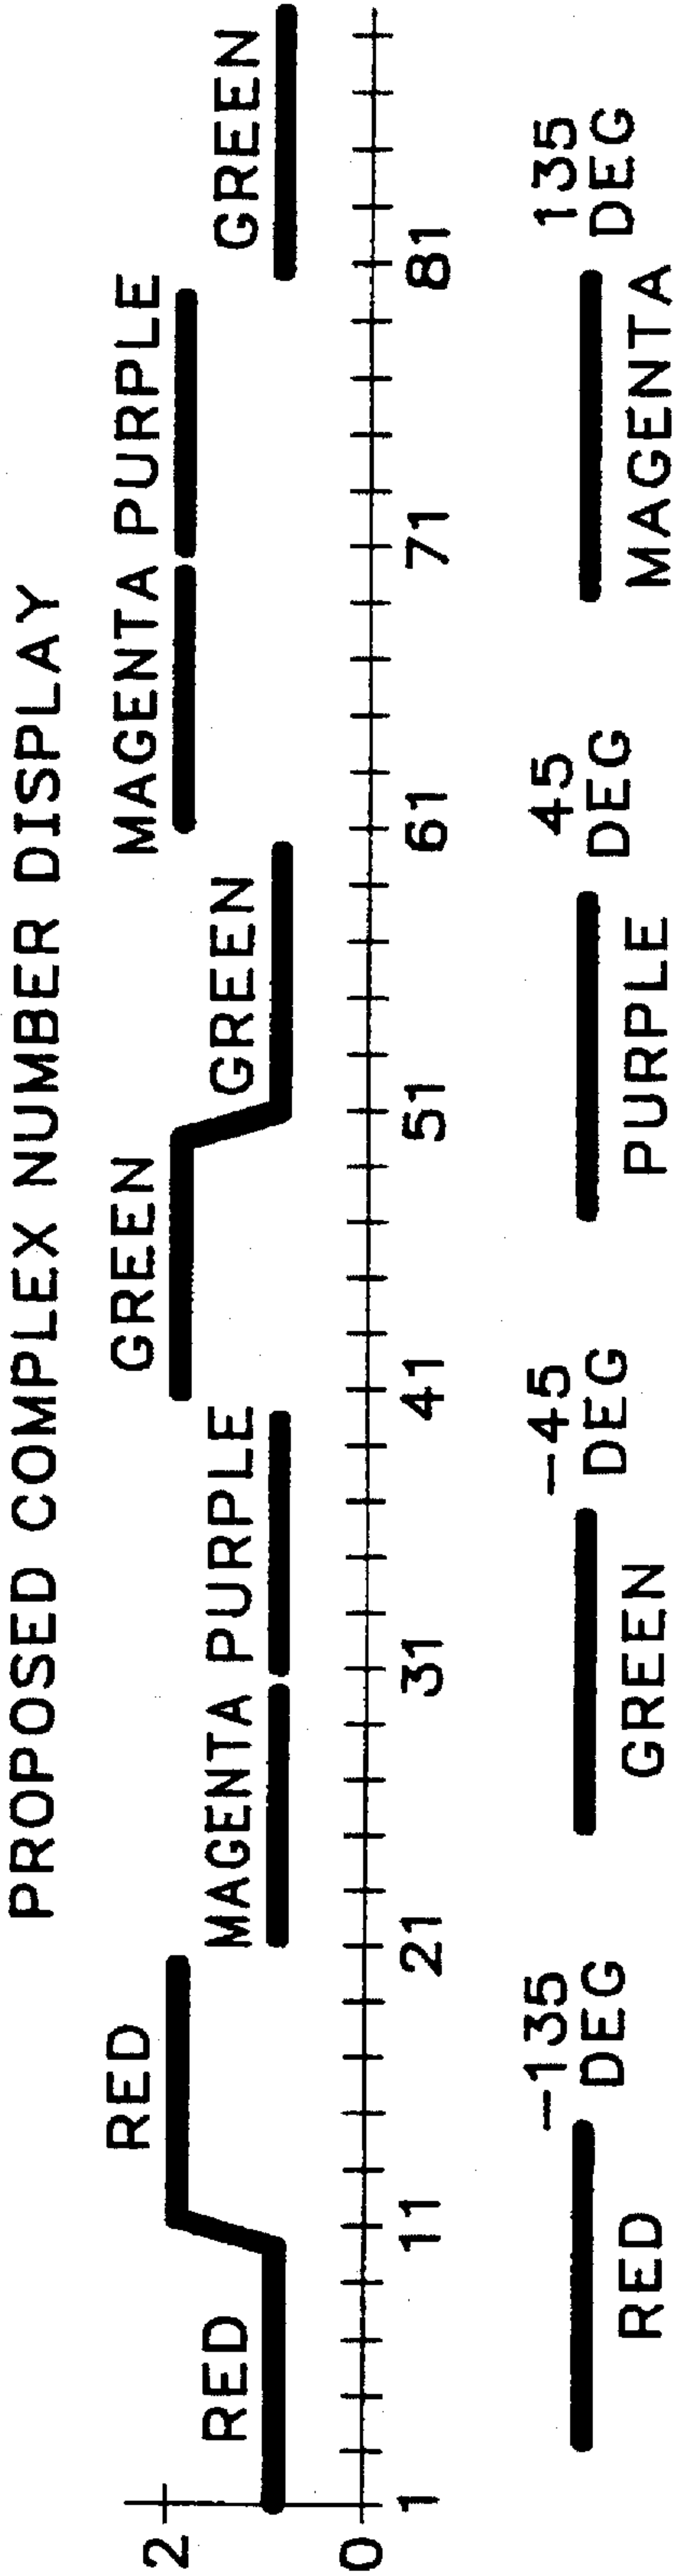 PROPOSED COMPLEX NUMBER DISPLAY
RED GREEN MAGENTA PURPLE
RED MAGENTA PURPLE GREEN GREEN
2
0
1 11 21 31 41 51 61 71 81
-135 DEG
-45 DEG
45 DEG
135 DEG
RED GREEN PURPLE MAGENTA